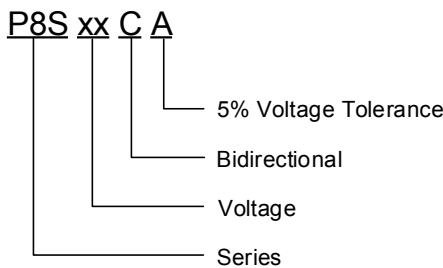 P8S xx C A
5% Voltage Tolerance
Bidirectional
Voltage
Series